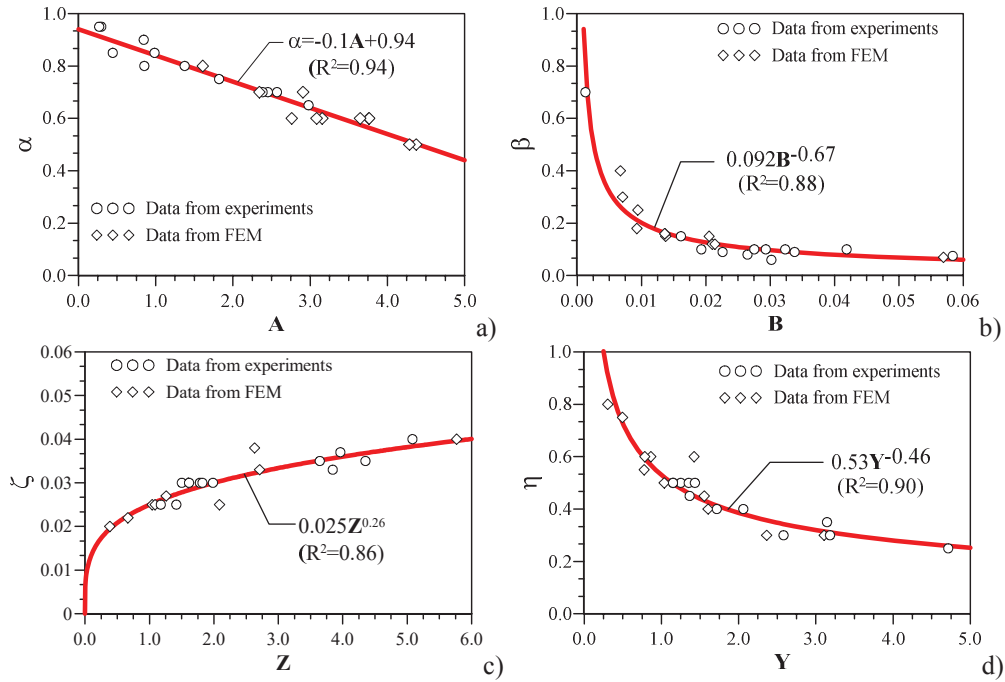 1.0
0.8
0.6
0.4
0.2
0.0
α
α=-0.1A+0.94
(R²=0.94)
Data from experiments
Data from FEM
0.0 1.0 2.0 3.0 4.0 5.0
A
a)
1.0
0.8
0.6
0.4
0.2
0.0
β
Data from experiments
Data from FEM
0.092B⁻⁰·⁶⁷
(R²=0.88)
0.00 0.01 0.02 0.03 0.04 0.05 0.06
B
b)
0.06
0.05
0.04
0.03
0.02
0.01
0
ζ
Data from experiments
Data from FEM
0.025Z⁰·²⁶
(R²=0.86)
0.0 1.0 2.0 3.0 4.0 5.0 6.0
Z
c)
1.0
0.8
0.6
0.4
0.2
0.0
η
Data from experiments
Data from FEM
0.53Y⁻⁰·⁴⁶
(R²=0.90)
0.0 1.0 2.0 3.0 4.0 5.0
Y
d)